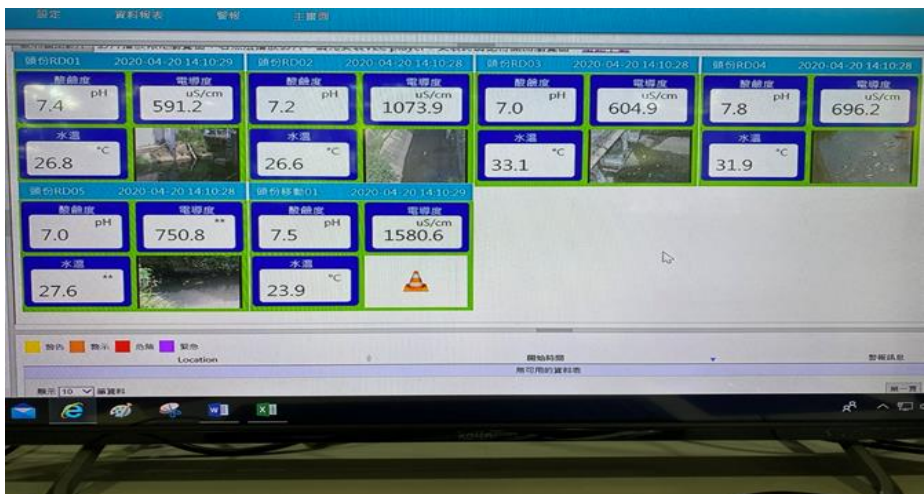 設定 資料報表 警報 主畫面
頭份RD01 2020-04-20 14:10:29 頭份RD02 2020-04-20 14:10:28 頭份RD03 2020-04-20 14:10:28 頭份RD04 2020-04-20 14:10:28
酸鹼度 電導度 酸鹼度 電導度 酸鹼度 電導度 酸鹼度 電導度
7.4 pH 591.2 uS/cm 7.2 pH 1073.9 uS/cm 7.0 pH 604.9 uS/cm 7.8 pH 696.2 uS/cm
水溫 水溫 水溫 水溫
26.8 °C 26.6 °C 33.1 °C 31.9 °C
頭份RD05 2020-04-20 14:10:28 頭份移動01 2020-04-20 14:10:29
酸鹼度 電導度 酸鹼度 電導度
7.0 pH 750.8 ** 7.5 pH 1580.6 uS/cm
水溫 水溫
27.6 ** 23.9 °C
警告 警示 危險 緊急
Location 開始時間 警報訊息
無可用的資料表
顯示 10 筆資料 第一頁